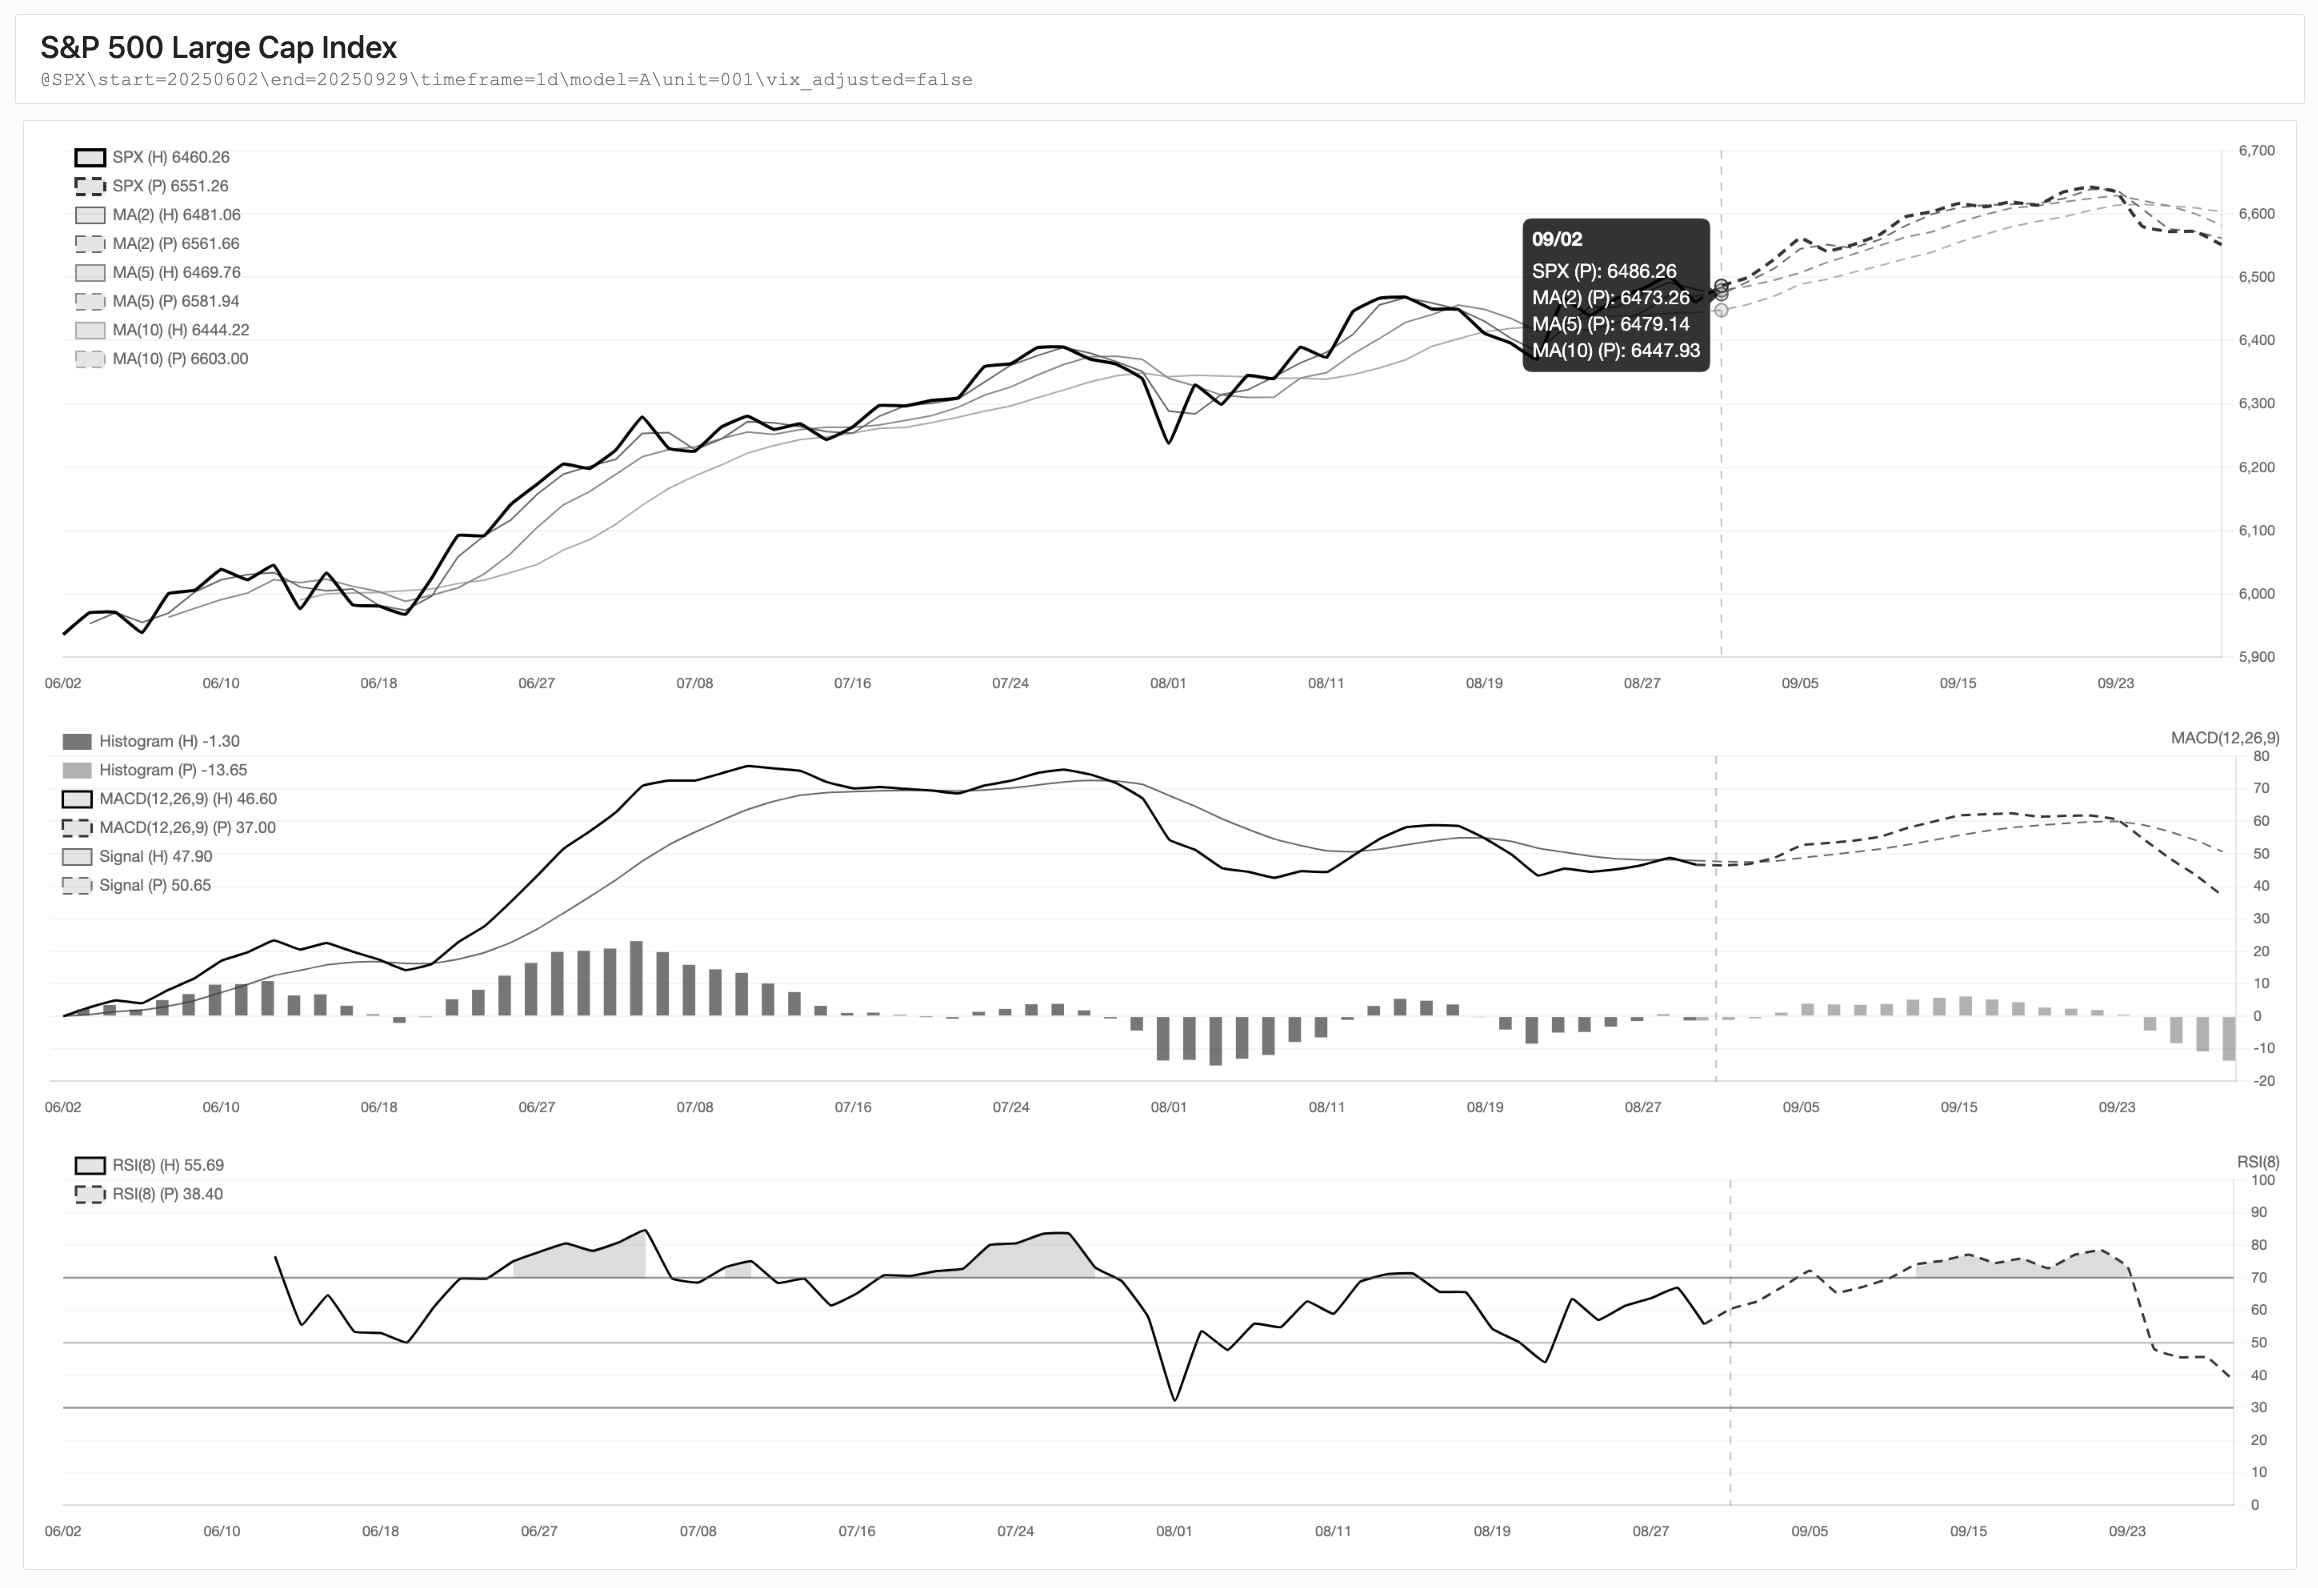 S&P 500 Large Cap Index
@SPX\start=20250602\end=20250929\timeframe=1d\model=A\unit=001\vix_adjusted=false
SPX (H) 6460.26
SPX (P) 6551.26
MA(2) (H) 6481.06
MA(2) (P) 6561.66
MA(5) (H) 6469.76
MA(5) (P) 6581.94
MA(10) (H) 6444.22
MA(10) (P) 6603.00
09/02
SPX (P): 6486.26
MA(2) (P): 6473.26
MA(5) (P): 6479.14
MA(10) (P): 6447.93
6,700
6,600
6,500
6,400
6,300
6,200
6,100
6,000
5,900
06/02 06/10 06/18 06/27 07/08 07/16 07/24 08/01 08/11 08/19 08/27 09/05 09/15 09/23
Histogram (H) -1.30
Histogram (P) -13.65
MACD(12,26,9) (H) 46.60
MACD(12,26,9) (P) 37.00
Signal (H) 47.90
Signal (P) 50.65
MACD(12,26,9)
80
70
60
50
40
30
20
10
0
-10
-20
06/02 06/10 06/18 06/27 07/08 07/16 07/24 08/01 08/11 08/19 08/27 09/05 09/15 09/23
RSI(8) (H) 55.69
RSI(8) (P) 38.40
RSI(8)
100
90
80
70
60
50
40
30
20
10
0
06/02 06/10 06/18 06/27 07/08 07/16 07/24 08/01 08/11 08/19 08/27 09/05 09/15 09/23